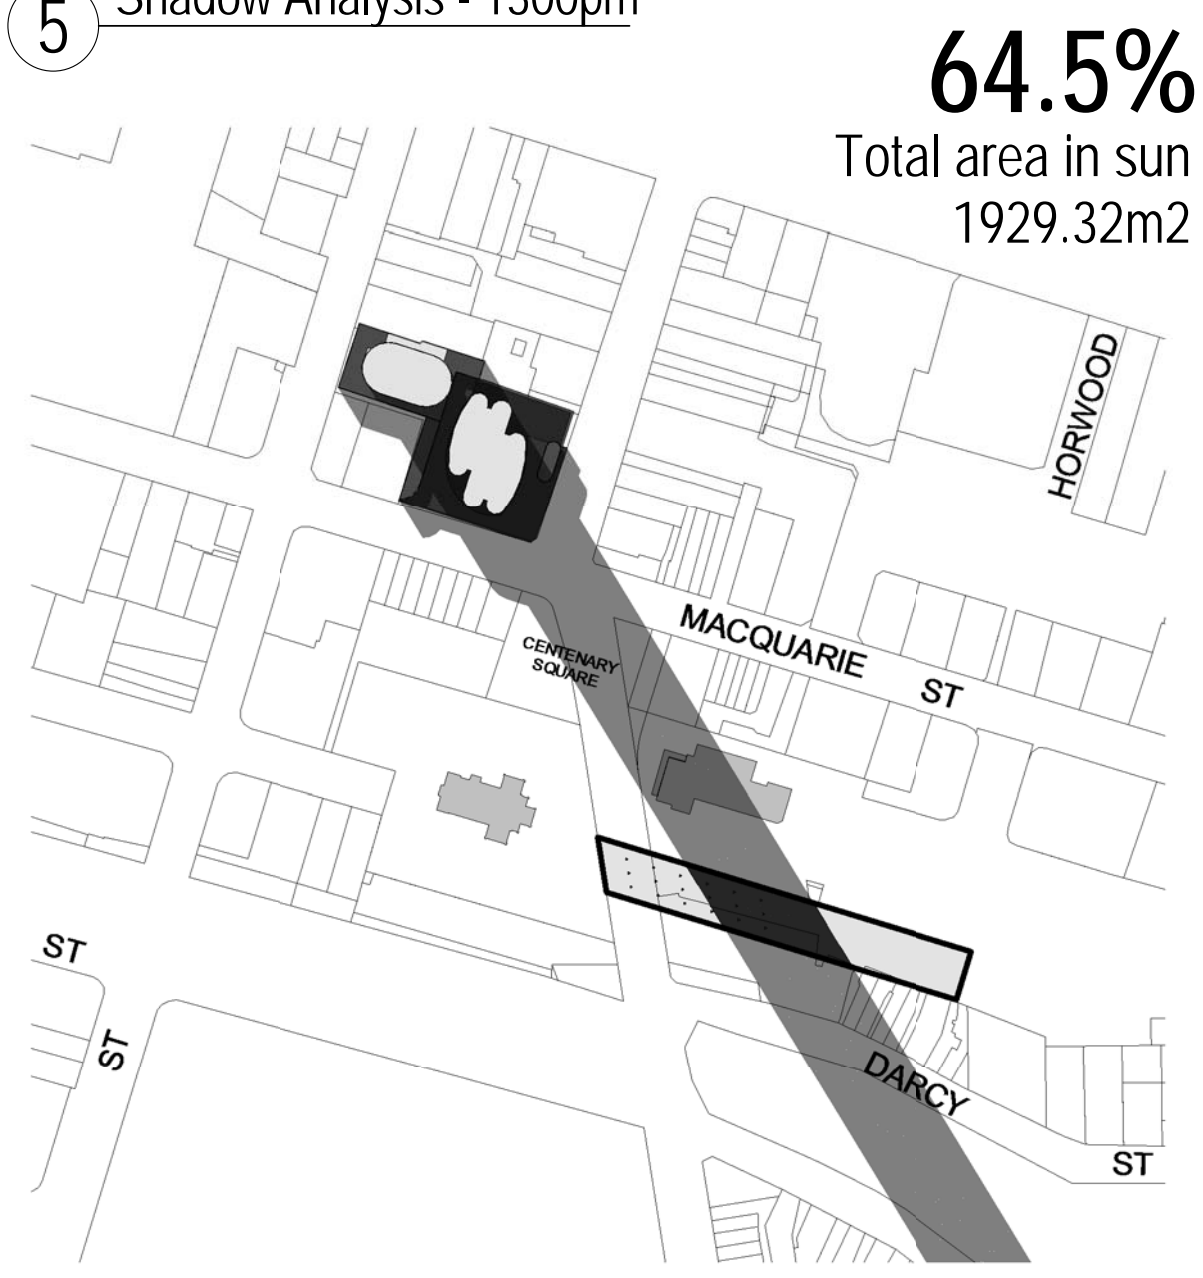 5
Shadow Analysis - 1300pm
64.5%
Total area in sun
1929.32m2
HORWOOD
MACQUARIE
ST
CENTENARY
SQUARE
ST
ST
DARCY
ST